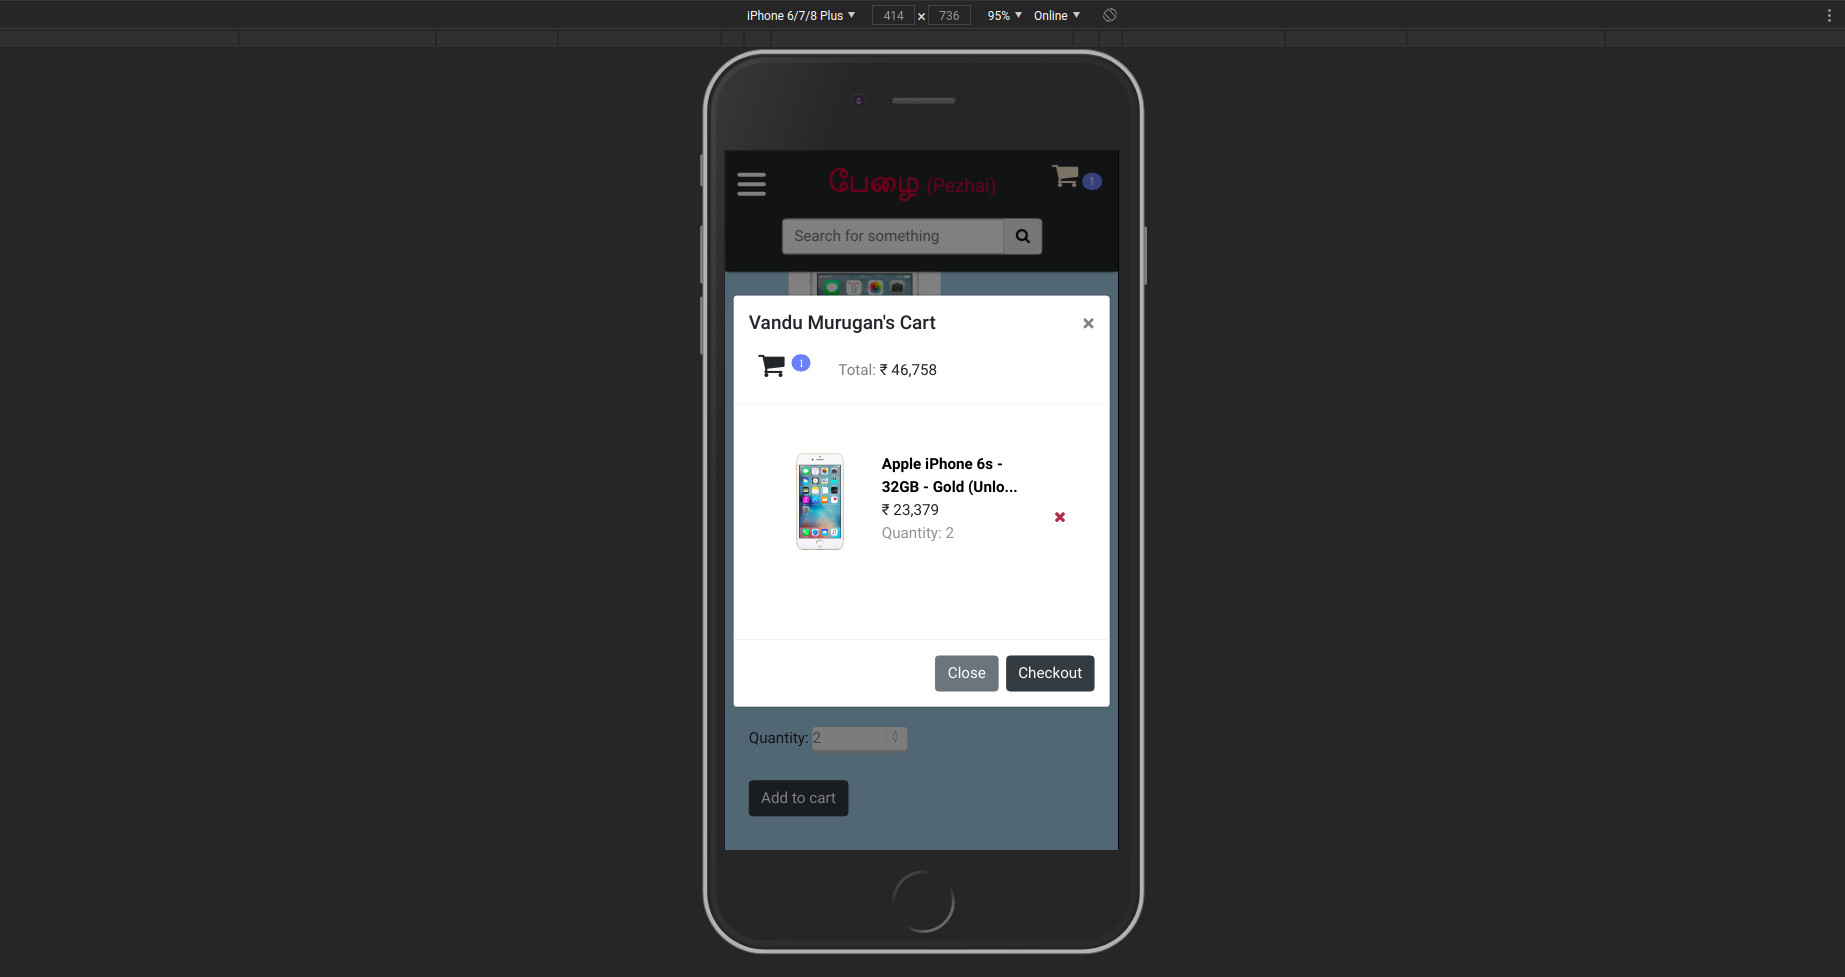 iPhone 6/7/8 Plus ▼ 414 × 736 95% ▼ Online ▼
பேழை (Pezhai) 1
Search for something
9
Vandu Murugan's Cart ×
1 Total: ₹ 46,758
Apple iPhone 6s -
32GB - Gold (Unlo...
₹ 23,379
Quantity: 2
Close Checkout
Quantity: 2
Add to cart